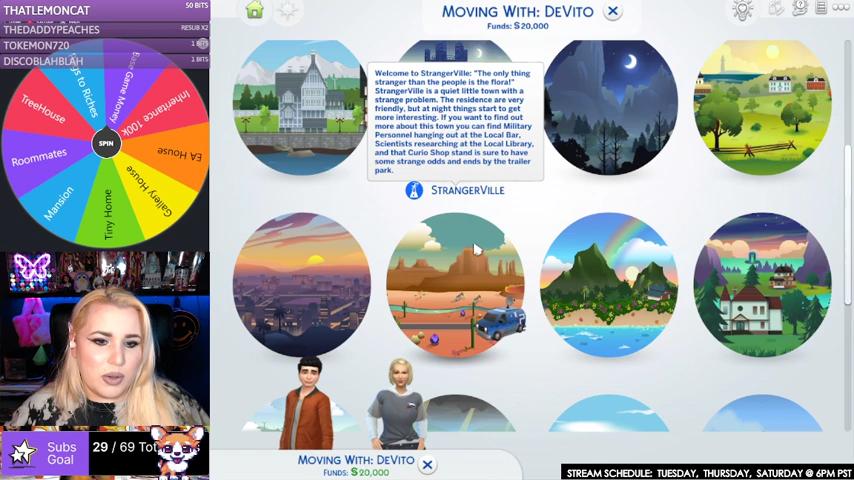 THATLEMONCAT
50 BITS
THEDADDYPEACHES
RESUB X2
TOKEMON720
DISCOBLAHBLAH
1 BITS
Base Game Money
Inheritance 100k
EA House
Gallery House
Tiny Home
Mansion
Roommates
TreeHouse
gs to Riches
SPIN
MOVING WITH: DEVITO
FUNDS: $20,000
Welcome to StrangerVille: "The only thing
stranger than the people is the flora!"
StrangerVille is a quiet little town with a
strange problem. The residence are very
friendly, but at night things start to get
more interesting. If you want to find out
more about this town you can find Military
Personnel hanging out at the Local Bar,
Scientists researching at the Local Library,
and that Curio Shop stand is sure to have
some strange odds and ends by the trailer
park.
STRANGERVILLE
Subs
Goal
29 / 69 Tot
MOVING WITH: DEVITO
FUNDS: $20,000
STREAM SCHEDULE: TUESDAY, THURSDAY, SATURDAY @ 6PM PST